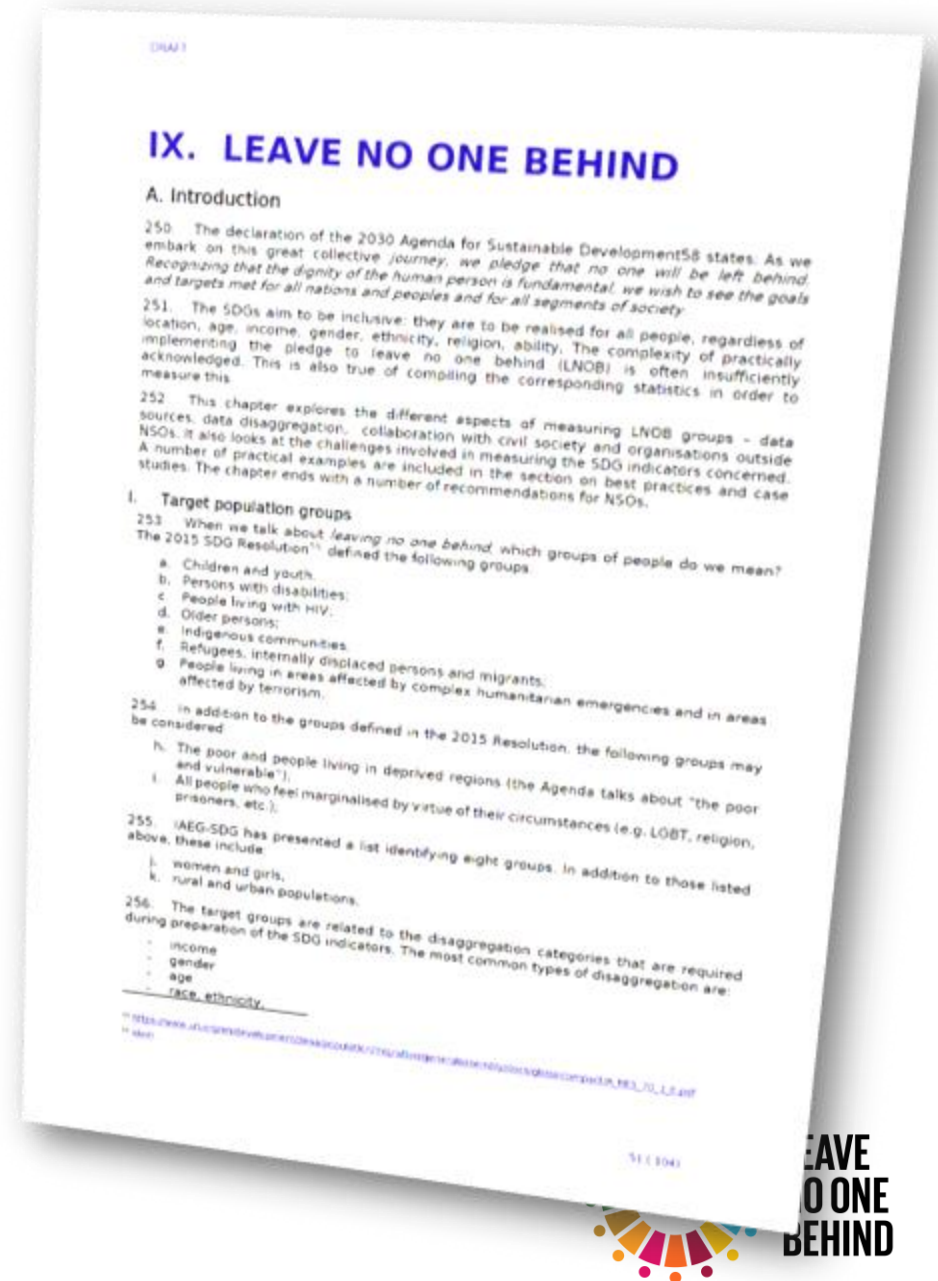 DRAFT
IX. LEAVE NO ONE BEHIND
A. Introduction
250. The declaration of the 2030 Agenda for Sustainable Development58 states: As we
embark on this great collective journey, we pledge that no one will be left behind.
Recognizing that the dignity of the human person is fundamental, we wish to see the goals
and targets met for all nations and peoples and for all segments of society.
251. The SDGs aim to be inclusive: they are to be realised for all people, regardless of
location, age, income, gender, ethnicity, religion, ability. The complexity of practically
implementing the pledge to leave no one behind (LNOB) is often insufficiently
acknowledged. This is also true of compiling the corresponding statistics in order to
measure this.
252. This chapter explores the different aspects of measuring LNOB groups – data
sources, data disaggregation, collaboration with civil society and organisations outside
NSOs. It also looks at the challenges involved in measuring the SDG indicators concerned.
A number of practical examples are included in the section on best practices and case
studies. The chapter ends with a number of recommendations for NSOs.
I. Target population groups
253. When we talk about leaving no one behind, which groups of people do we mean?
The 2015 SDG Resolution defined the following groups:
a. Children and youth;
b. Persons with disabilities;
c. People living with HIV;
d. Older persons;
e. Indigenous communities;
f. Refugees, internally displaced persons and migrants;
g. People living in areas affected by complex humanitarian emergencies and in areas
affected by terrorism.
254. In addition to the groups defined in the 2015 Resolution, the following groups may
be considered:
h. The poor and people living in deprived regions (the Agenda talks about "the poor
and vulnerable");
i. All people who feel marginalised by virtue of their circumstances (e.g. LGBT, religion,
prisoners, etc.);
255. IAEG-SDG has presented a list identifying eight groups. In addition to those listed
above, these include:
j. women and girls,
k. rural and urban populations.
256. The target groups are related to the disaggregation categories that are required
during preparation of the SDG indicators. The most common types of disaggregation are:
- income
- gender
- age
- race, ethnicity,
51 ( 104)
EAVE
O ONE
BEHIND